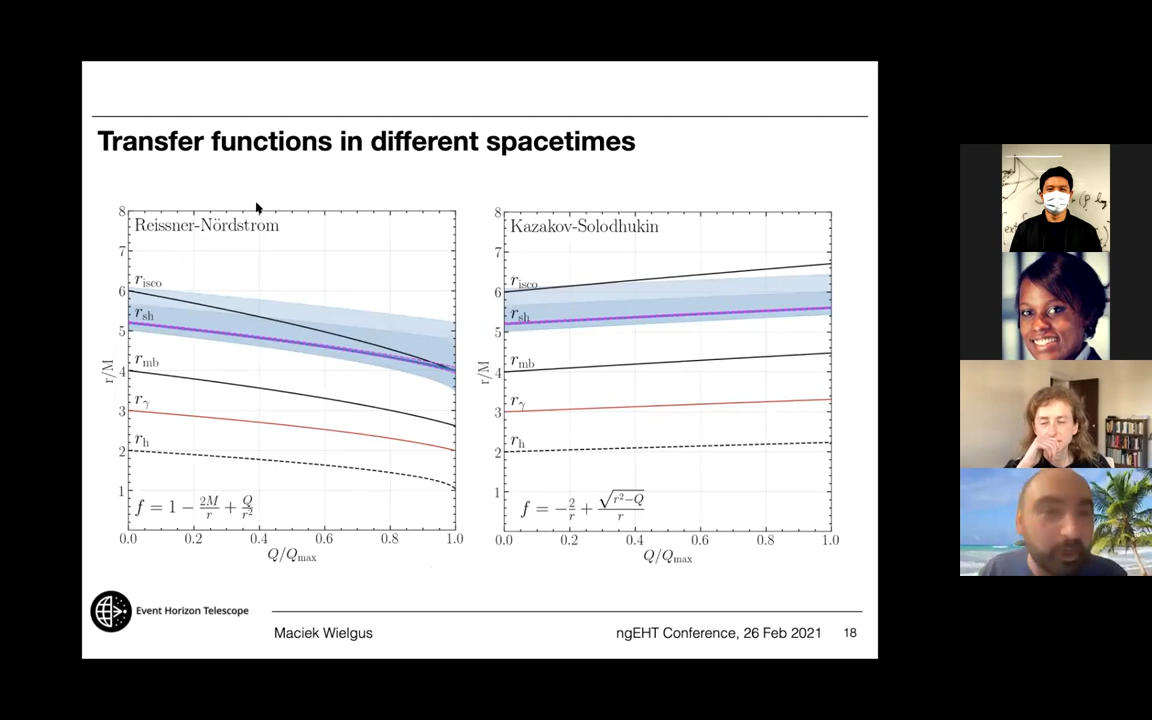 Transfer functions in different spacetimes
8
7
6
5
4
3
2
1
r/M
Reissner-Nördstrom
r_isco
r_sh
r_mb
r_γ
r_h
f = 1 − 2M/r + Q/r²
0.0 0.2 0.4 0.6 0.8 1.0
Q/Q_max
8
7
6
5
4
3
2
1
r/M
Kazakov-Solodhukin
r_isco
r_sh
r_mb
r_γ
r_h
f = −2/r + √(r²−Q)/r
0.0 0.2 0.4 0.6 0.8 1.0
Q/Q_max
Event Horizon Telescope
Maciek Wielgus
ngEHT Conference, 26 Feb 2021
18